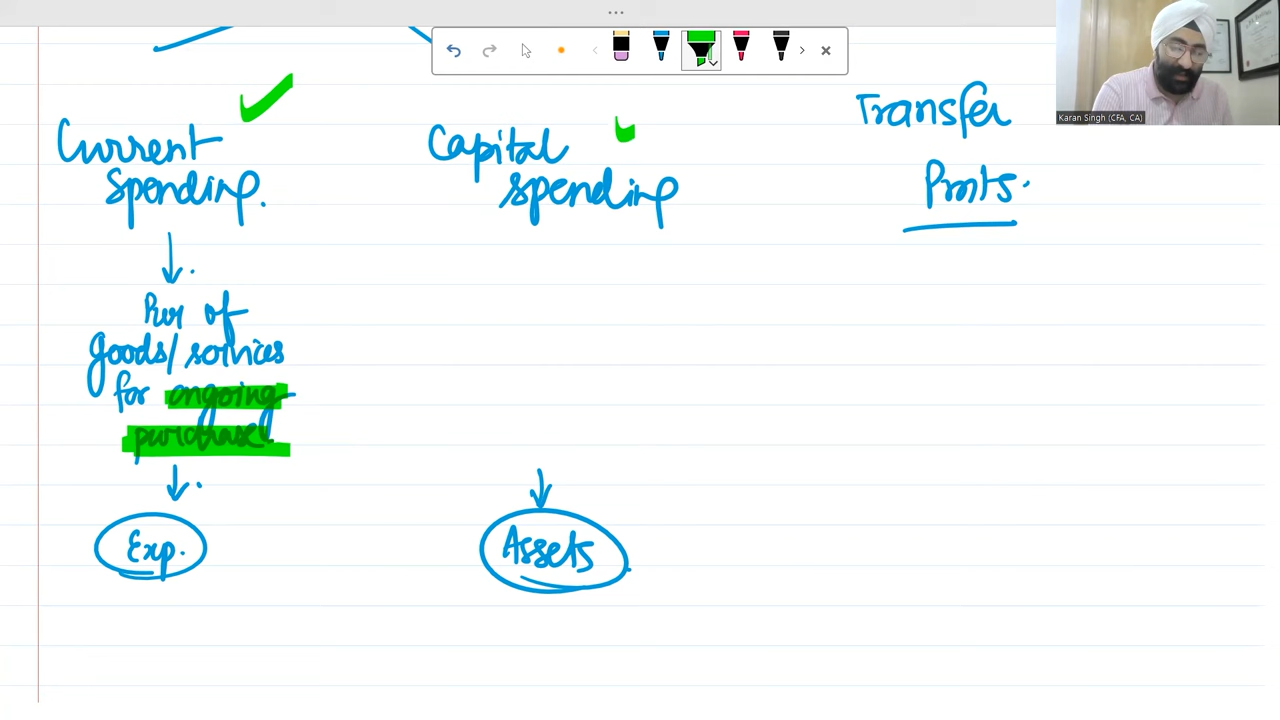 Current
Spending.
Capital
spending
Transfer
Pmts.
Pur of
goods/services
for ongoing
purchase
Exp.
Assets
Karan Singh (CFA, CA)